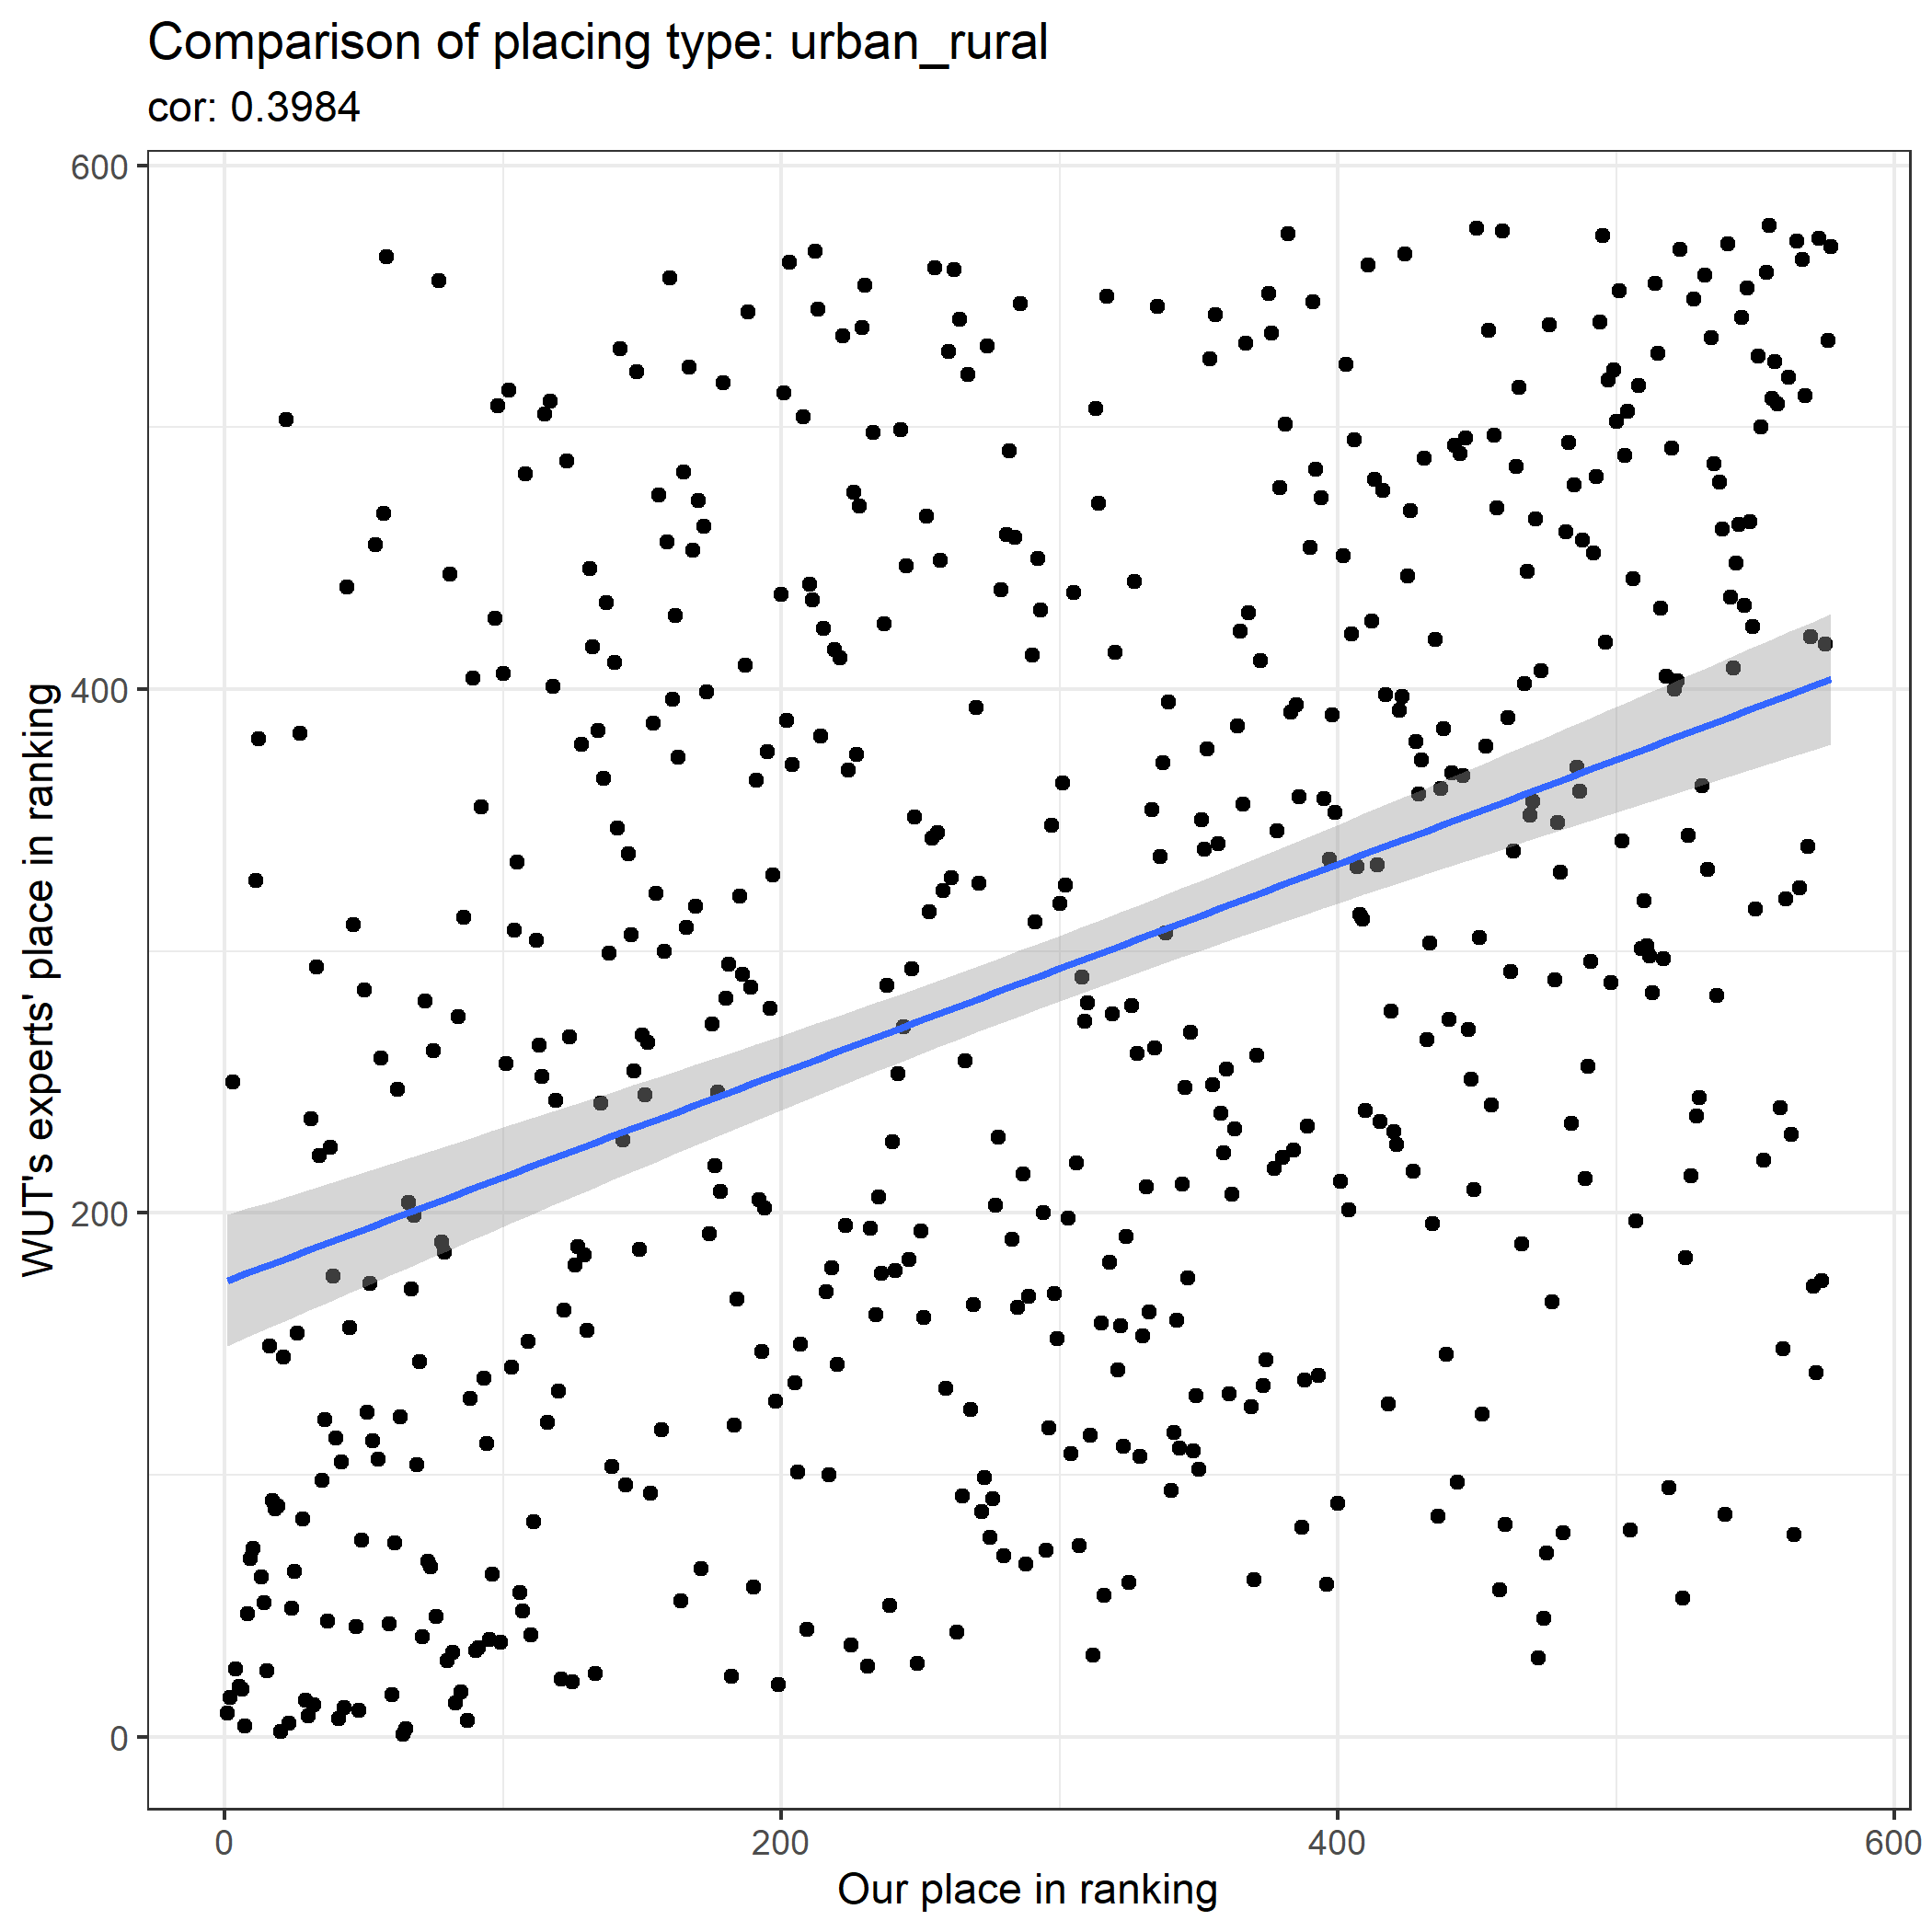 Comparison of placing type: urban_rural
cor: 0.3984
600
400
200
0
WUT's experts' place in ranking
0 200 400 600
Our place in ranking